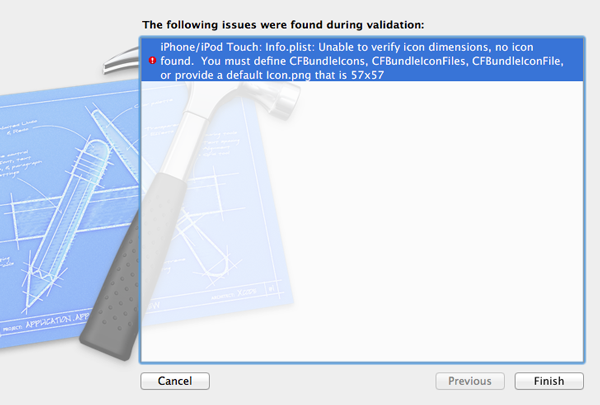 The following issues were found during validation:
iPhone/iPod Touch: Info.plist: Unable to verify icon dimensions, no icon
found.  You must define CFBundleIcons, CFBundleIconFiles, CFBundleIconFile,
or provide a default Icon.png that is 57x57
PROJECT APPLICATION.APP
Cancel
Previous
Finish